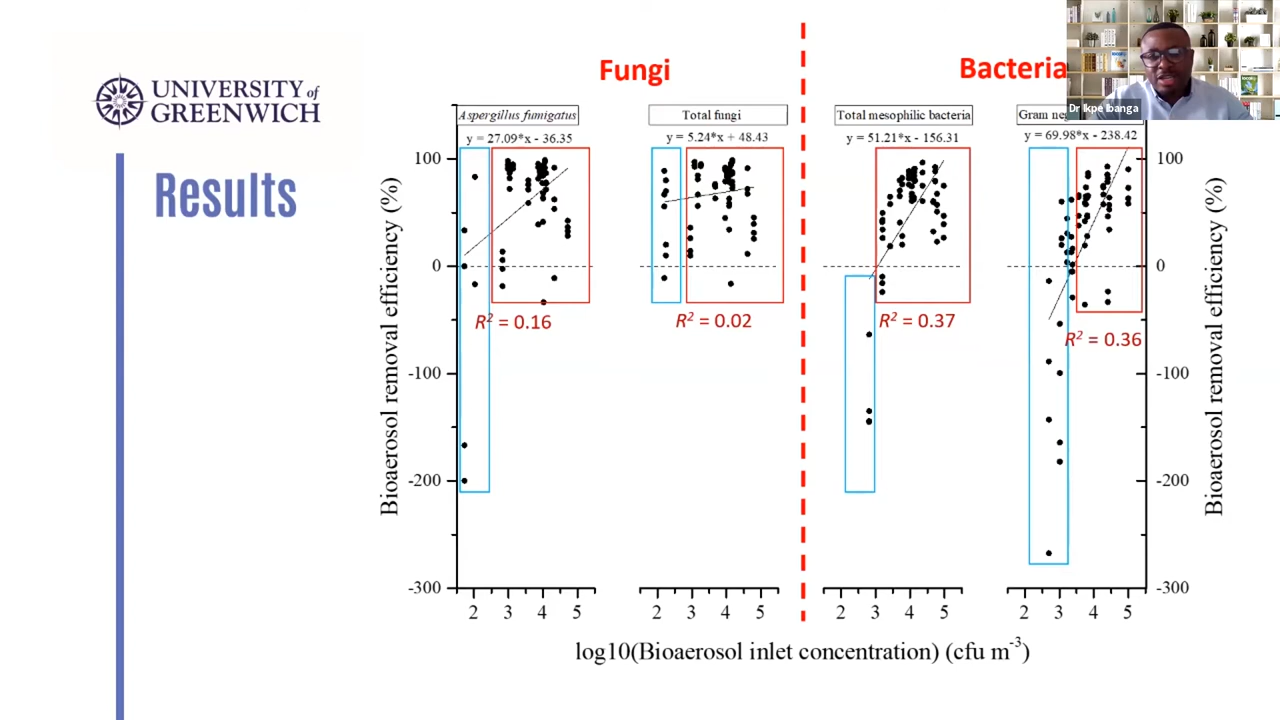 UNIVERSITY of
GREENWICH
Results
Fungi
Bacteria
Dr Ikpe Ibanga
Aspergillus fumigatus
y = 27.09*x - 36.35
Total fungi
y = 5.24*x + 48.43
Total mesophilic bacteria
y = 51.21*x - 156.31
Gram neg
y = 69.98*x - 238.42
Bioaerosol removal efficiency (%)
100
0
-100
-200
-300
R² = 0.16
R² = 0.02
R² = 0.37
R² = 0.36
100
0
-100
-200
-300
Bioaerosol removal efficiency (%)
2 3 4 5
2 3 4 5
2 3 4 5
2 3 4 5
log10(Bioaerosol inlet concentration) (cfu m⁻³)